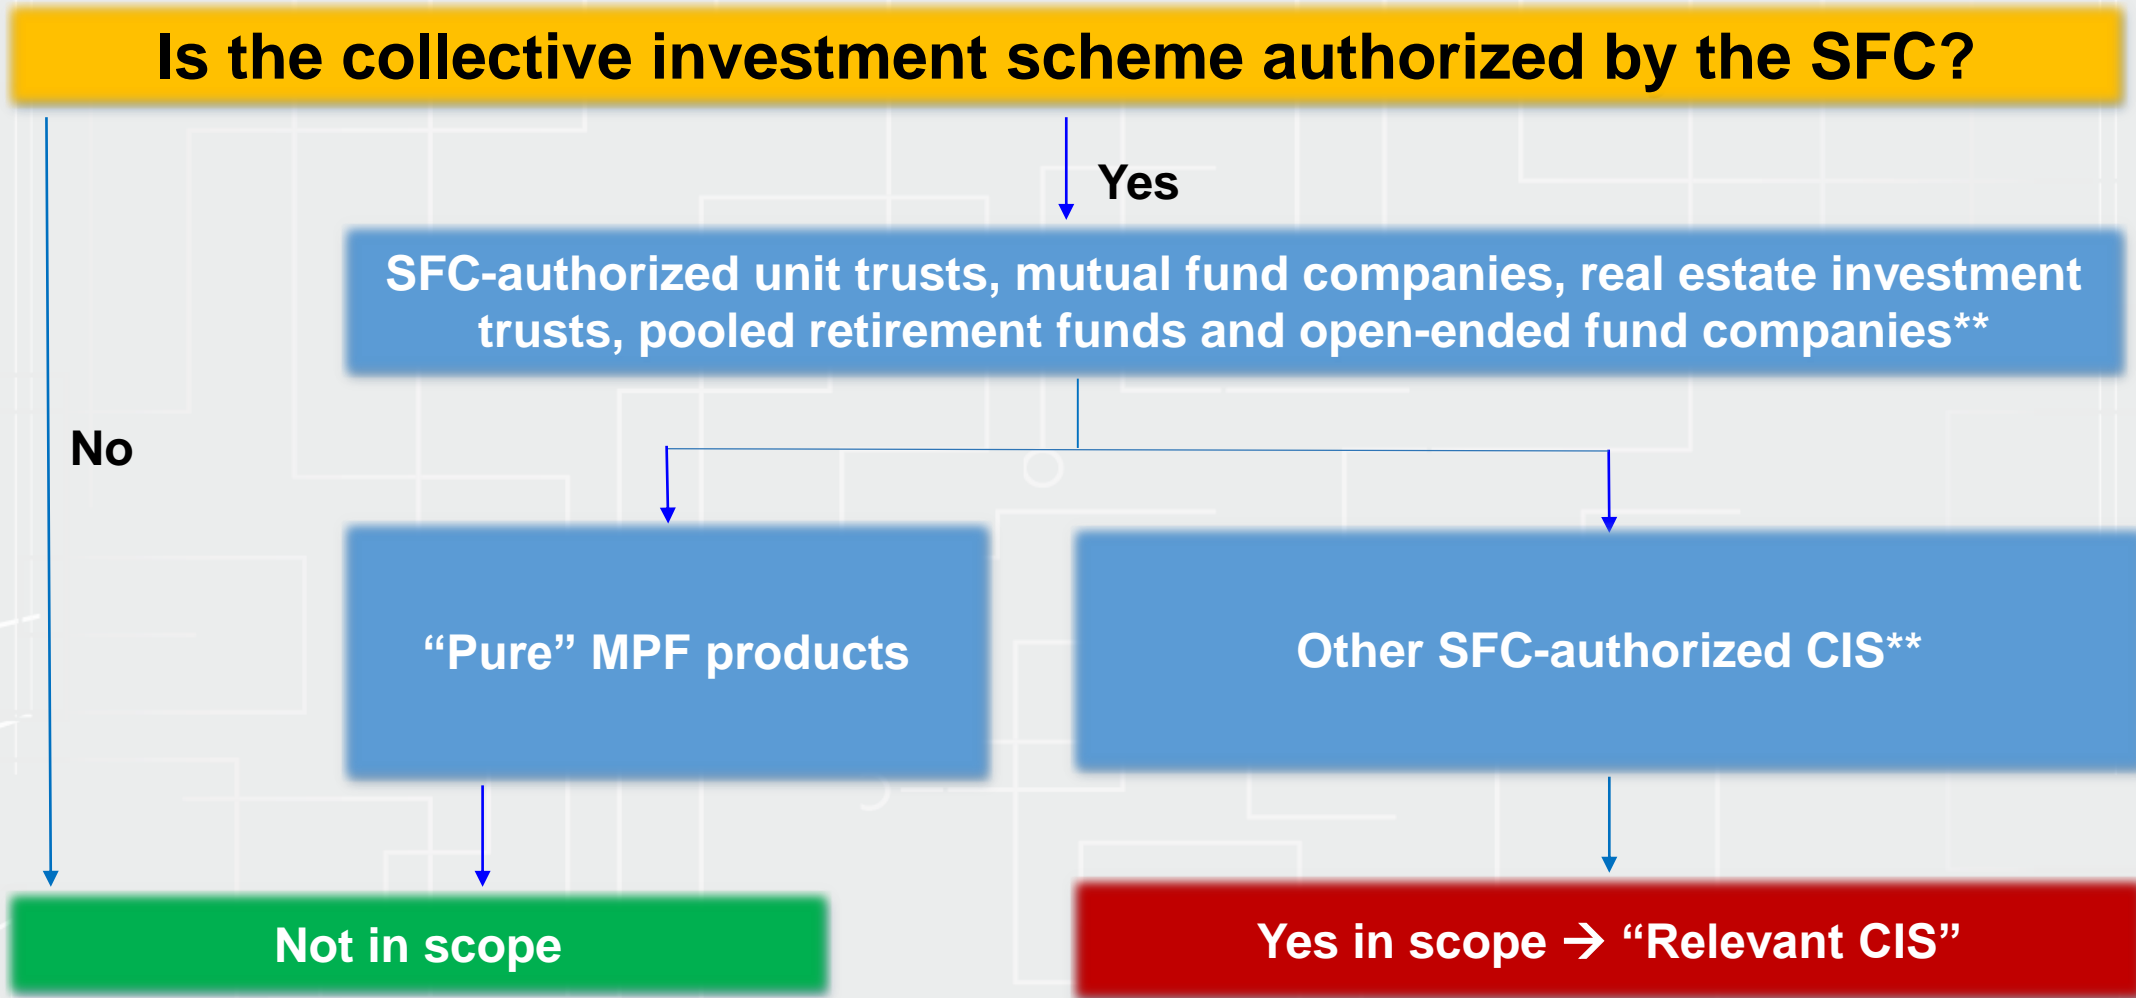 Is the collective investment scheme authorized by the SFC?
Yes
SFC-authorized unit trusts, mutual fund companies, real estate investment
trusts, pooled retirement funds and open-ended fund companies**
No
“Pure” MPF products
Other SFC-authorized CIS**
Not in scope
Yes in scope → “Relevant CIS”